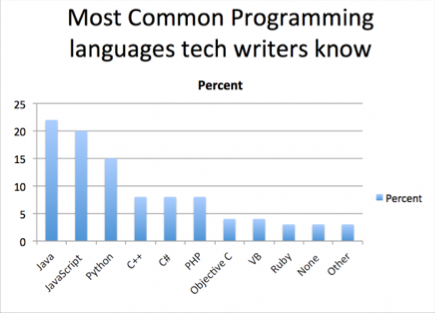 Most Common Programming
languages tech writers know
Percent
25
20
15
10
5
0
Percent
Java
JavaScript
Python
C++
C#
PHP
Objective C
VB
Ruby
None
Other